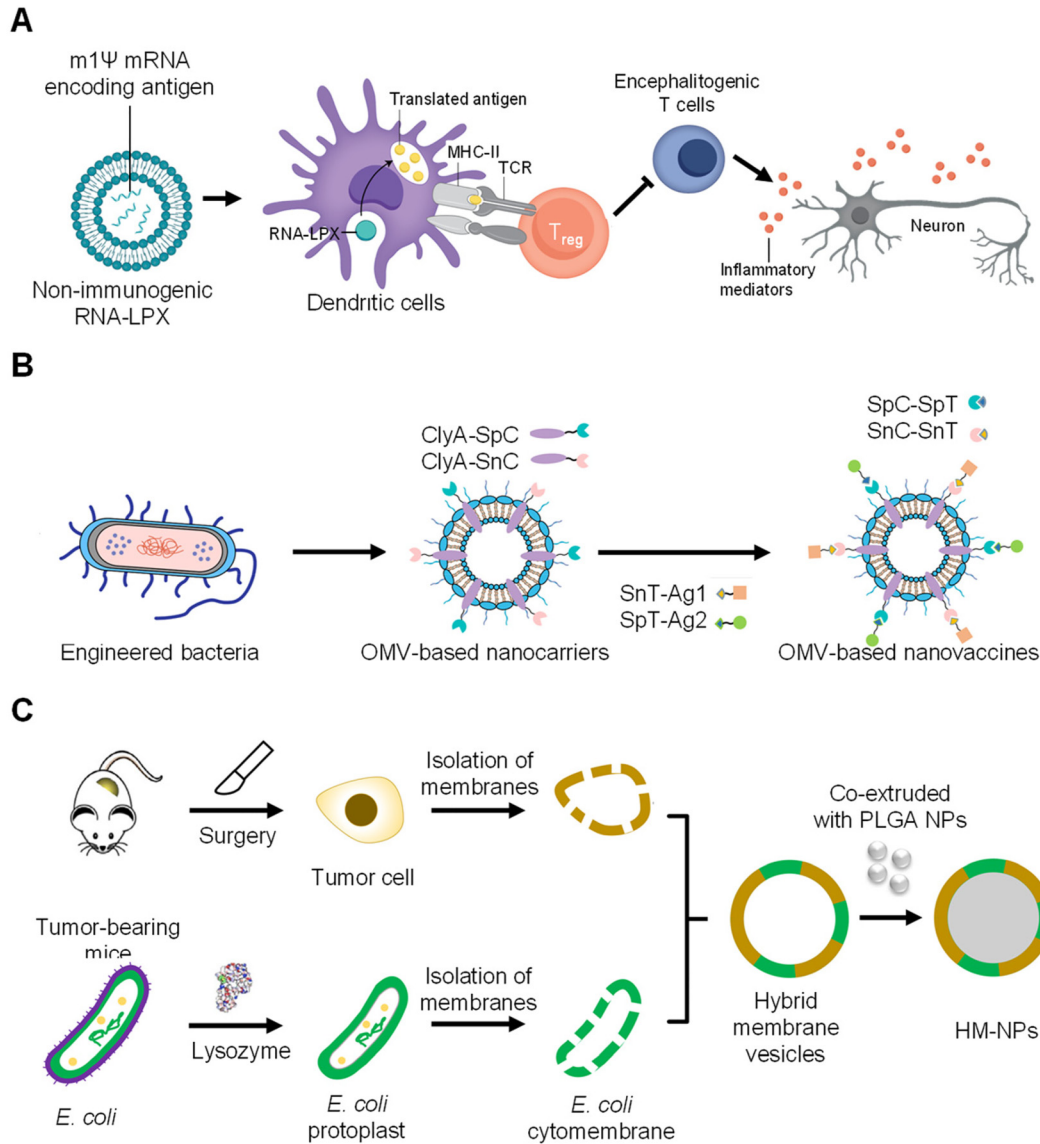 A
m1Ψ mRNA
encoding antigen
Non-immunogenic
RNA-LPX
Translated antigen
MHC-II
TCR
RNA-LPX
Treg
Dendritic cells
Encephalitogenic
T cells
Inflammatory
mediators
Neuron
B
Engineered bacteria
ClyA-SpC
ClyA-SnC
OMV-based nanocarriers
SnT-Ag1
SpT-Ag2
SpC-SpT
SnC-SnT
OMV-based nanovaccines
C
Tumor-bearing
mice
Surgery
Tumor cell
Isolation of
membranes
E. coli
Lysozyme
E. coli
protoplast
Isolation of
membranes
E. coli
cytomembrane
Hybrid
membrane
vesicles
Co-extruded
with PLGA NPs
HM-NPs